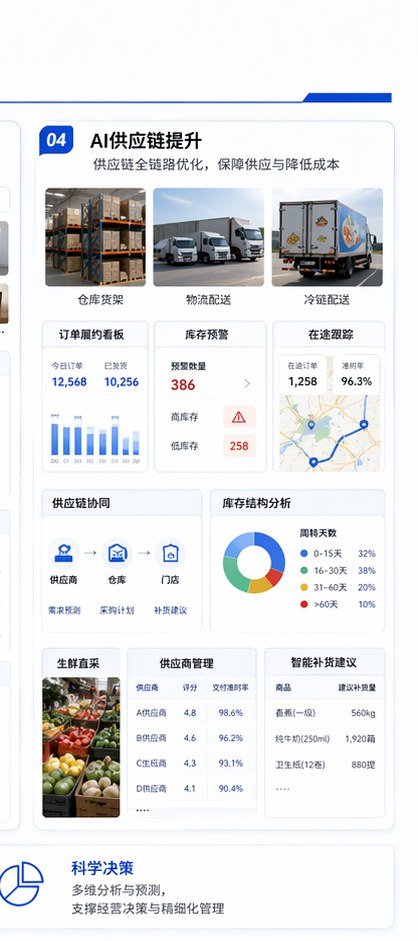 04
AI供应链提升
供应链全链路优化，保障供应与降低成本
仓库货架
物流配送
冷链配送
订单履约看板
今日订单
12,568
10,256
库存预警
预警数量
386
高库存
低库存
258
在途跟踪
在途订单
1,258
准时率
96.3%
供应链协同
供应商
仓库
门店
需求预测
采购计划
补货建议
库存结构分析
周转天数
0-15天 32%
16-30天 38%
31-60天 20%
>60天 10%
生鲜直采
供应商管理
供应商 评分 交付准时率
A供应商 4.8 98.6%
B供应商 4.6 96.2%
4.3 93.1%
D供应商 4.1 90.4%
....
智能补货建议
商品 建议补货量
560kg
纯牛奶(250ml) 1,920箱
卫生纸(12卷) 880提
....
科学决策
多维分析与预测，
支撑经营决策与精细化管理